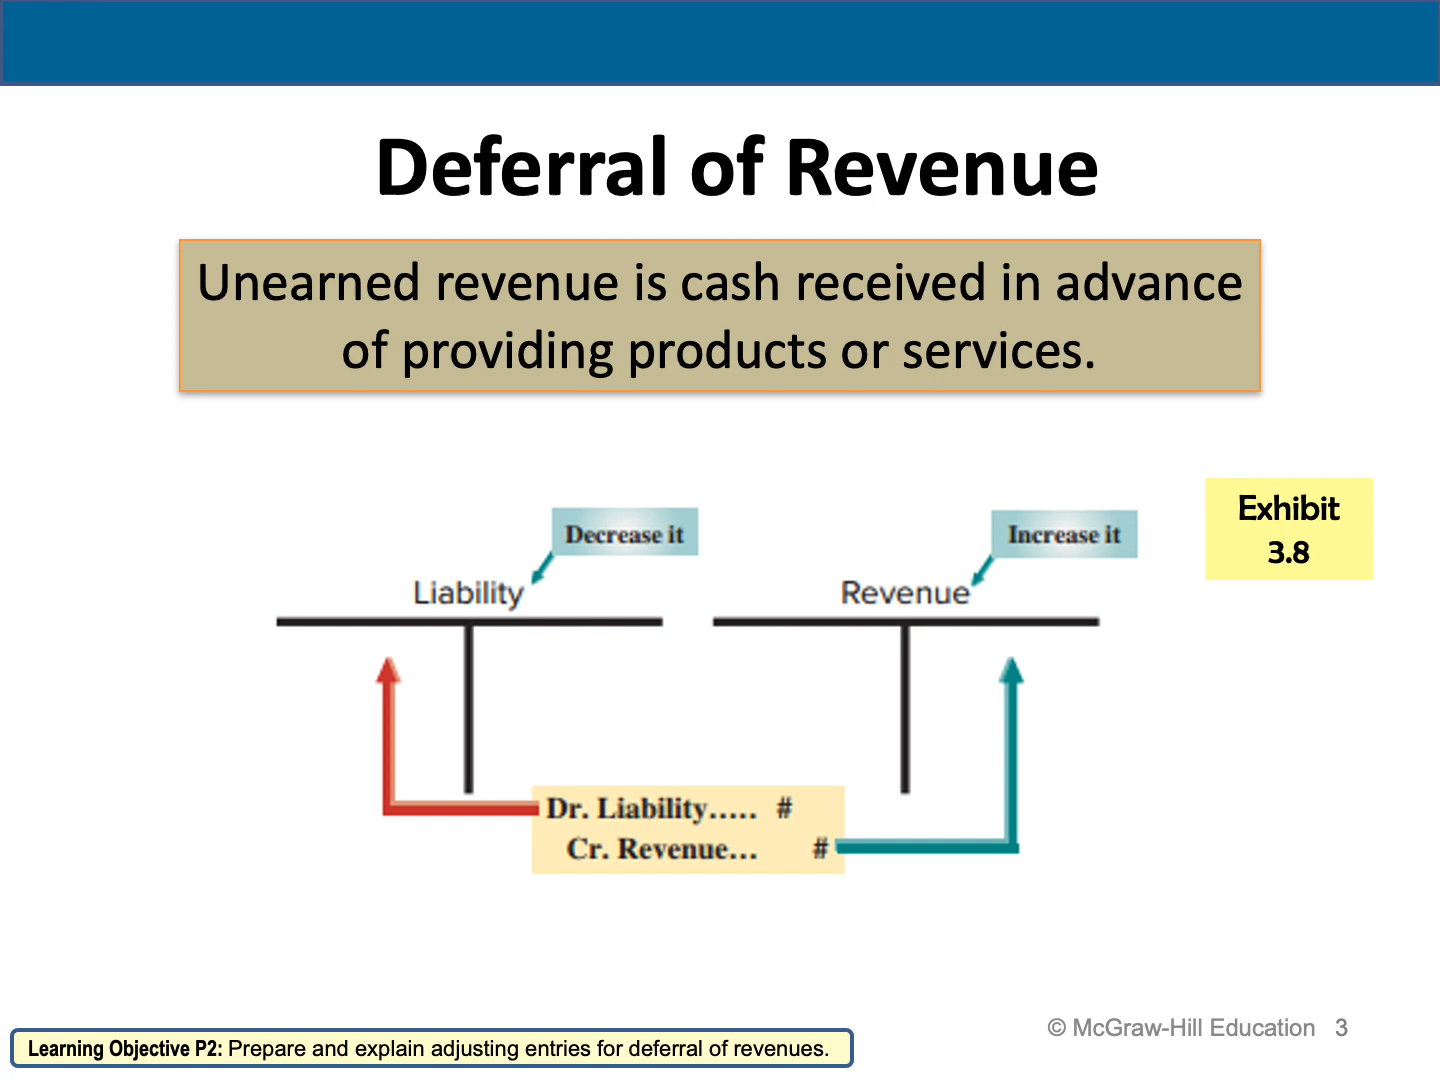 Deferral of Revenue
Unearned revenue is cash received in advance
of providing products or services.
Exhibit
3.8
Decrease it
Increase it
Liability
Revenue
Dr. Liability..... #
Cr. Revenue... #
© McGraw-Hill Education 3
Learning Objective P2: Prepare and explain adjusting entries for deferral of revenues.